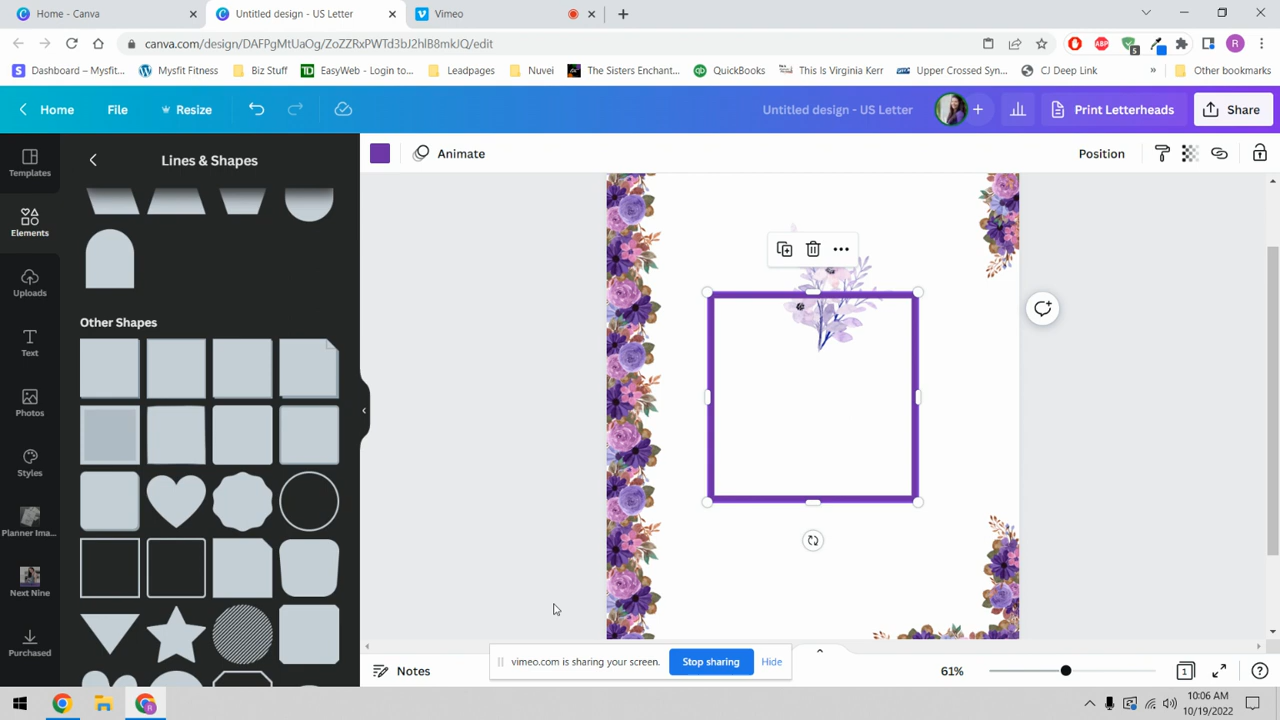 Home - Canva
Untitled design - US Letter
Vimeo
canva.com/design/DAFPgMtUaOg/ZoZZRxPWTd3bJ2hlB8mkJQ/edit
Dashboard – Mysfit...
Mysfit Fitness
Biz Stuff
EasyWeb - Login to...
Leadpages
Nuvei
The Sisters Enchant...
QuickBooks
This Is Virginia Kerr
Upper Crossed Syn...
CJ Deep Link
Other bookmarks
Home
File
Resize
Untitled design - US Letter
Print Letterheads
Share
Templates
Elements
Uploads
Text
Photos
Styles
Planner Ima...
Next Nine
Purchased
Lines & Shapes
Other Shapes
Animate
Position
Notes
vimeo.com is sharing your screen.
Stop sharing
Hide
61%
1
10:06 AM
10/19/2022